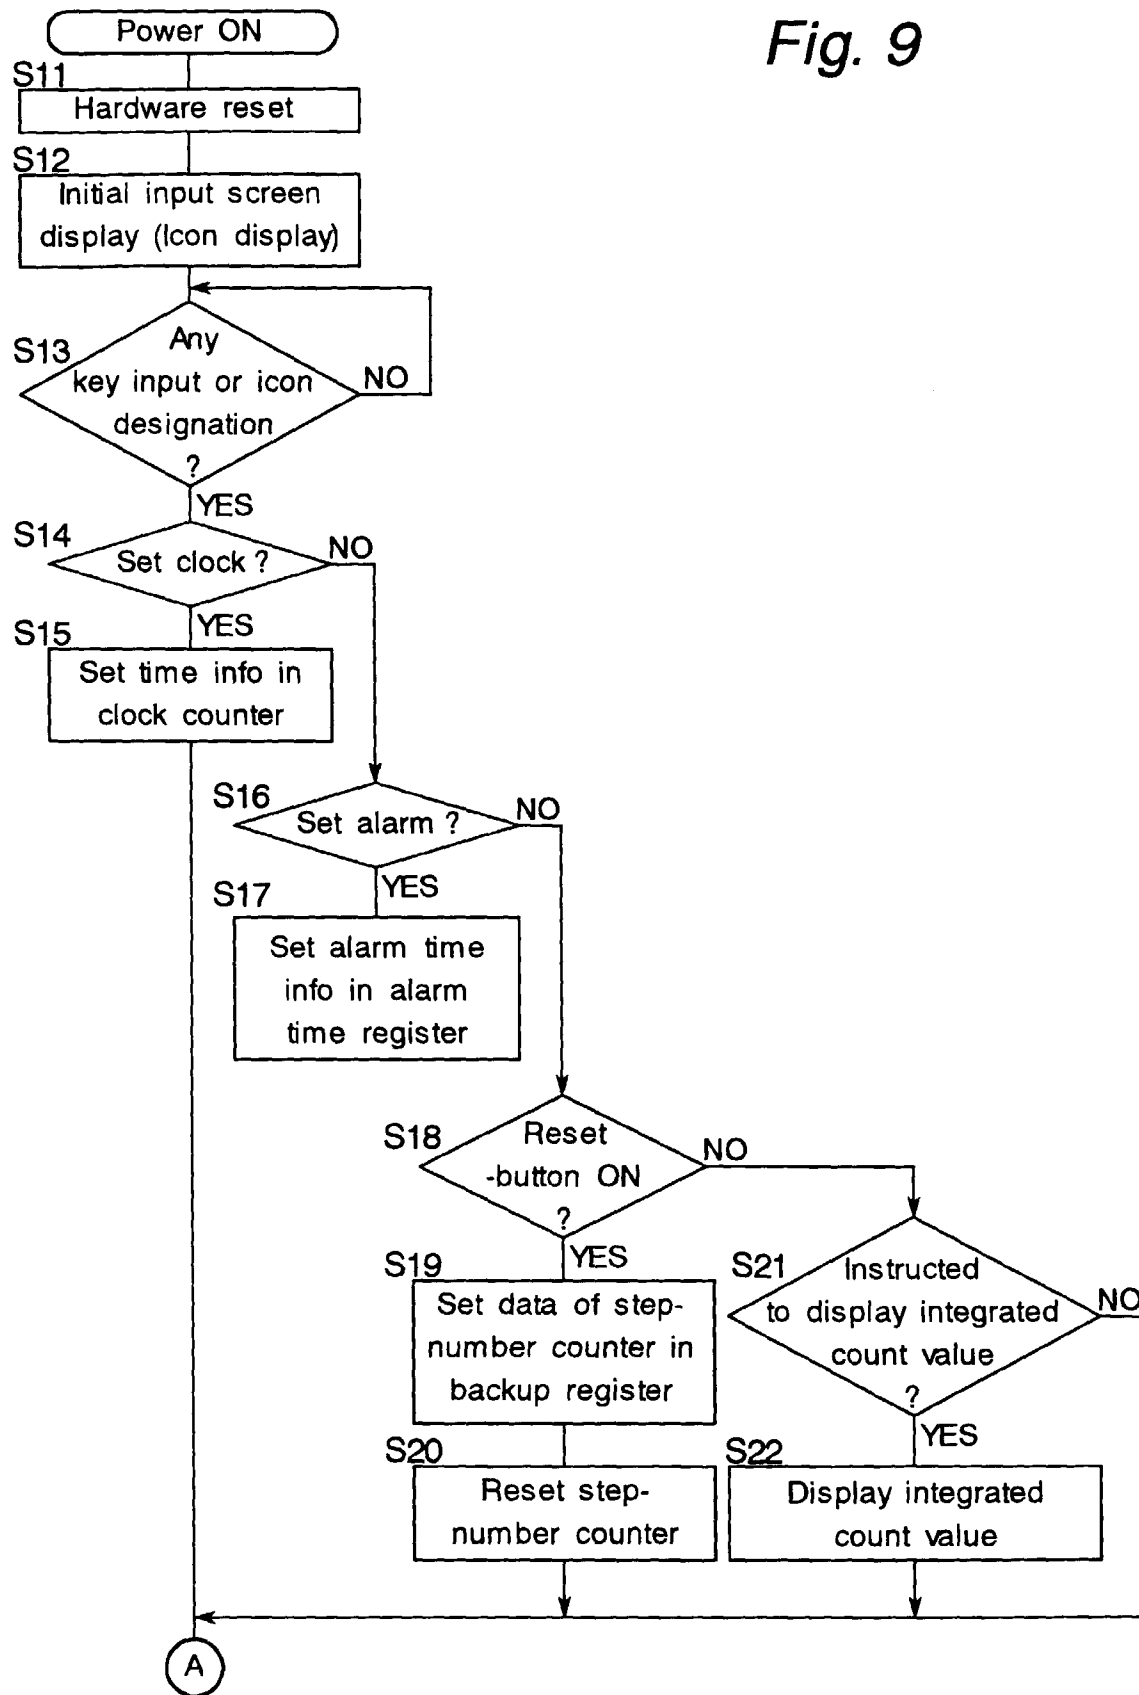 Fig. 9
Power ON
S11
Hardware reset
S12
Initial input screen
display (Icon display)
S13
Any
key input or icon
designation
?
NO
YES
S14
Set clock ?
NO
YES
S15
Set time info in
clock counter
S16
Set alarm ?
NO
YES
S17
Set alarm time
info in alarm
time register
S18
Reset
-button ON
?
NO
YES
S19
Set data of step-
number counter in
backup register
S20
Reset step-
number counter
S21
Instructed
to display integrated
count value
?
NO
YES
S22
Display integrated
count value
A